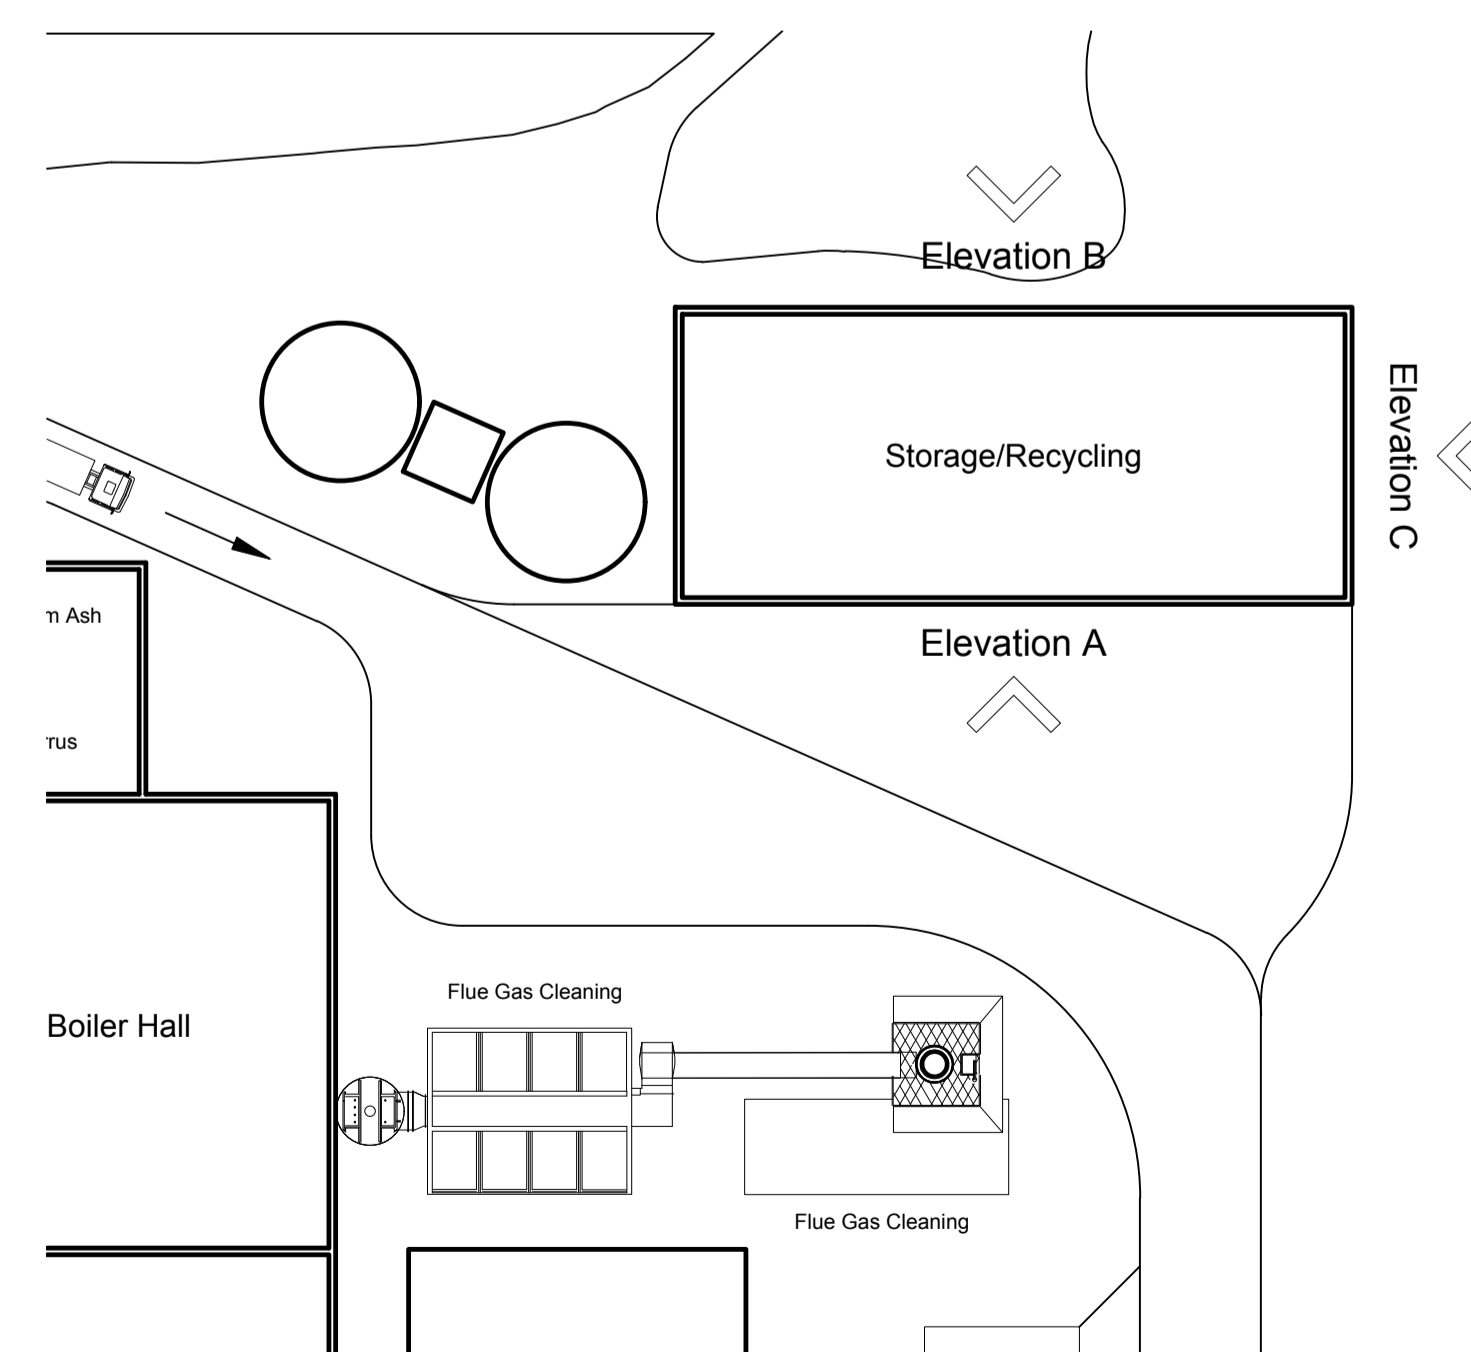 Elevation B
Elevation C
Storage/Recycling
m Ash
Elevation A
rus
Flue Gas Cleaning
Boiler Hall
Flue Gas Cleaning